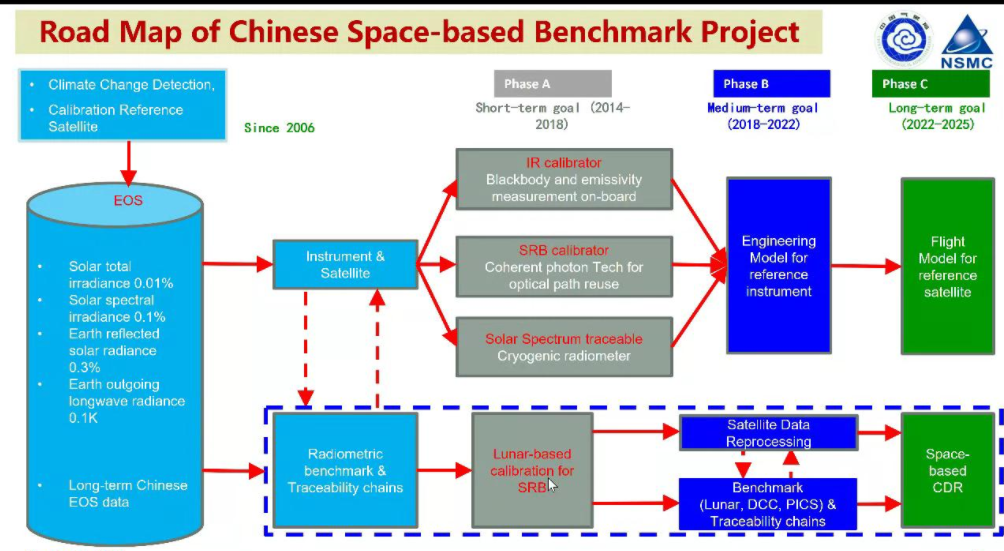 Road Map of Chinese Space-based Benchmark Project
NSMC
• Climate Change Detection,
• Calibration Reference
Satellite
Since 2006
Phase A
Short-term goal (2014-
2018)
Phase B
Medium-term goal
(2018-2022)
Phase C
Long-term goal
(2022-2025)
EOS
• Solar total
irradiance 0.01%
• Solar spectral
irradiance 0.1%
• Earth reflected
solar radiance
0.3%
• Earth outgoing
longwave radiance
0.1K
• Long-term Chinese
EOS data
Instrument &
Satellite
IR calibrator
Blackbody and emissivity
measurement on-board
SRB calibrator
Coherent photon Tech for
optical path reuse
Solar Spectrum traceable
Cryogenic radiometer
Engineering
Model for
reference
instrument
Flight
Model for
reference
satellite
Radiometric
benchmark &
Traceability chains
Lunar-based
calibration for
SRB
Satellite Data
Reprocessing
Benchmark
(Lunar, DCC, PICS) &
Traceability chains
Space-
based
CDR